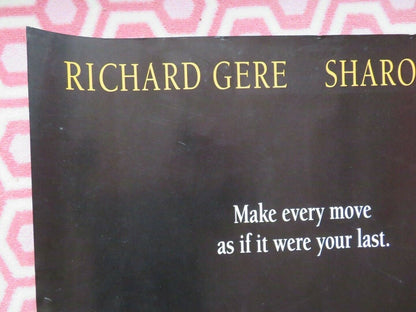 RICHARD GERE SHARO
Make every move
as if it were your last.